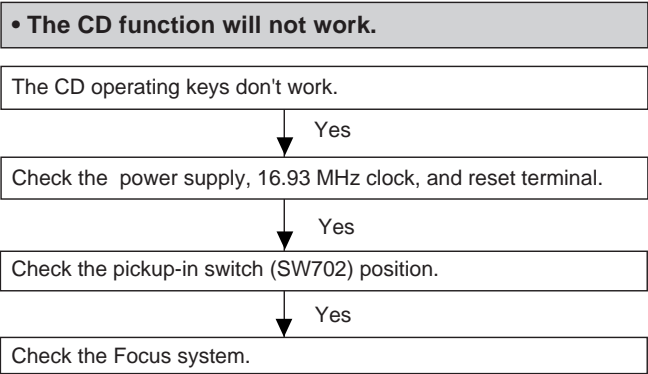 • The CD function will not work.
The CD operating keys don't work.
Yes
Check the power supply, 16.93 MHz clock, and reset terminal.
Yes
Check the pickup-in switch (SW702) position.
Yes
Check the Focus system.